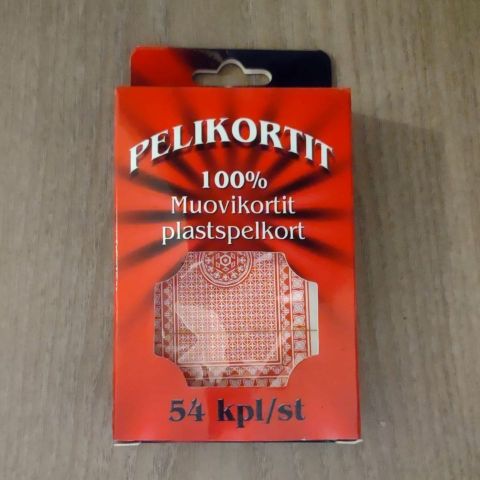 PELIKORTIT
100%
Muovikortit
plastspelkort
54 kpl/st